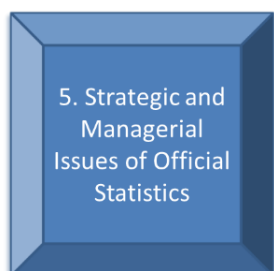 5. Strategic and
Managerial
Issues of Official
Statistics